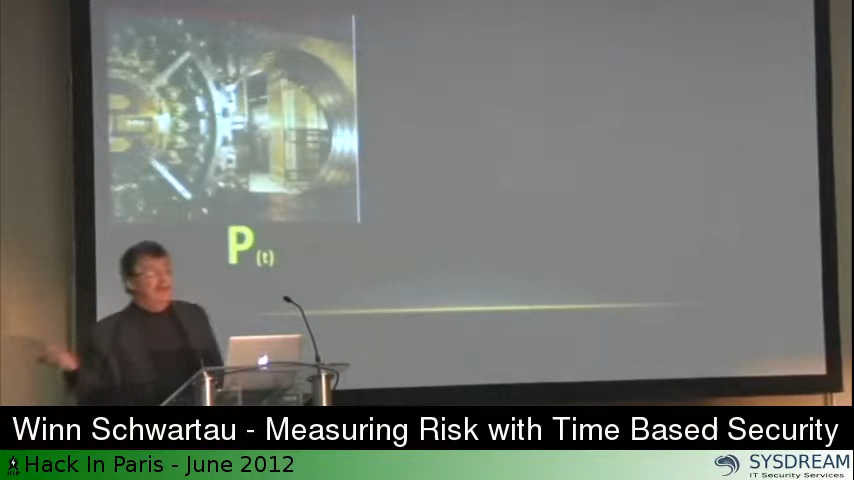 P(t)
Winn Schwartau - Measuring Risk with Time Based Security
Hack In Paris - June 2012
SYSDREAM
IT Security Services